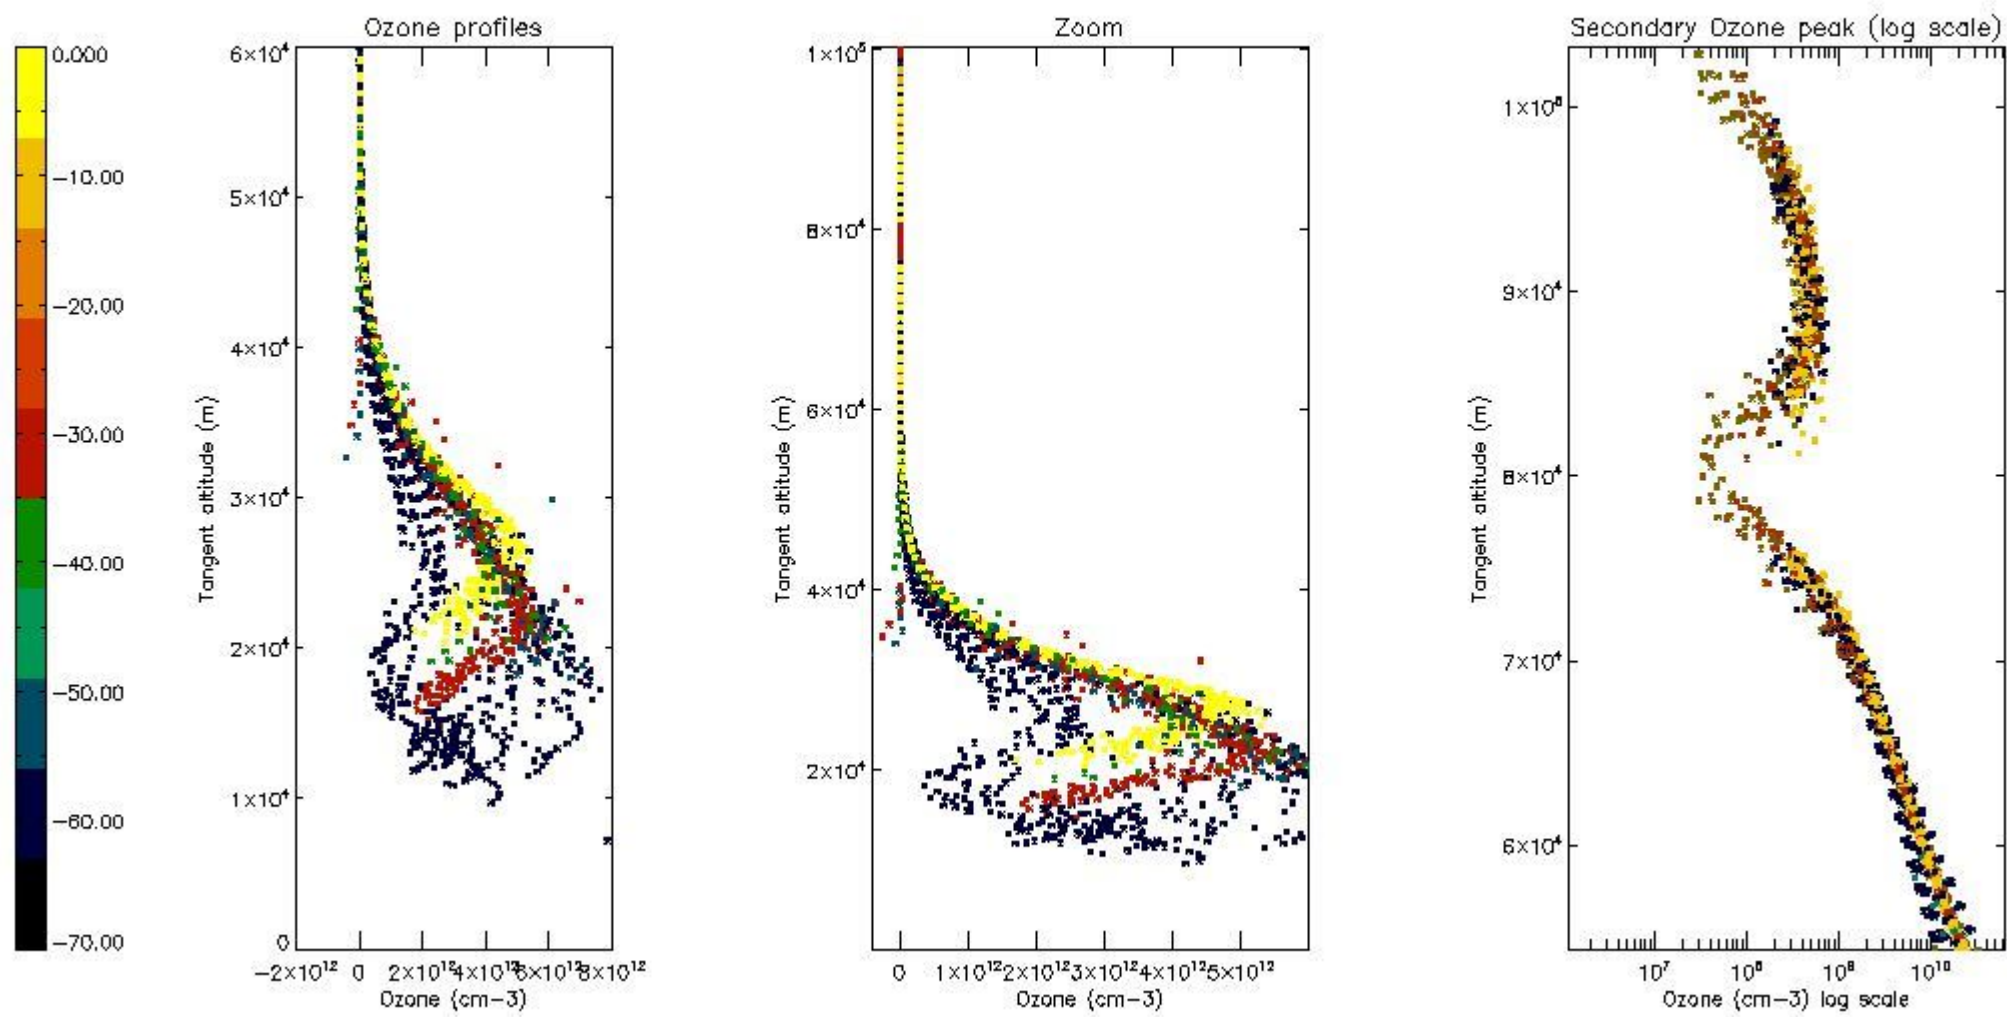 Ozone profiles
Zoom
Secondary Ozone peak (log scale)
0.000
-10.00
-20.00
-30.00
-40.00
-50.00
-60.00
-70.00
6×10⁴
5×10⁴
4×10⁴
3×10⁴
2×10⁴
1×10⁴
0
Tangent altitude (m)
-2×10¹² 0 2×10¹² 4×10¹² 6×10¹² 8×10¹²
Ozone (cm-3)
1×10⁵
8×10⁴
6×10⁴
4×10⁴
2×10⁴
Tangent altitude (m)
0 1×10¹² 2×10¹² 3×10¹² 4×10¹² 5×10¹²
Ozone (cm-3)
1×10⁵
9×10⁴
8×10⁴
7×10⁴
6×10⁴
Tangent altitude (m)
10⁷ 10⁸ 10⁹ 10¹⁰
Ozone (cm-3) log scale